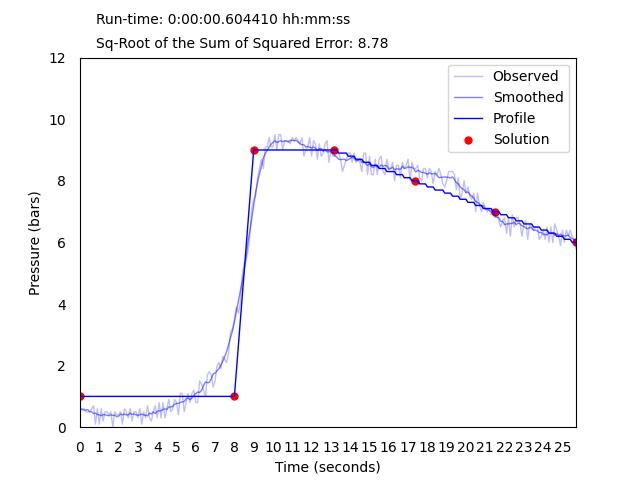 Run-time: 0:00:00.604410 hh:mm:ss
Sq-Root of the Sum of Squared Error: 8.78
12
10
8
6
4
2
0
Pressure (bars)
Observed
Smoothed
Profile
Solution
0 1 2 3 4 5 6 7 8 9 10 11 12 13 14 15 16 17 18 19 20 21 22 23 24 25
Time (seconds)